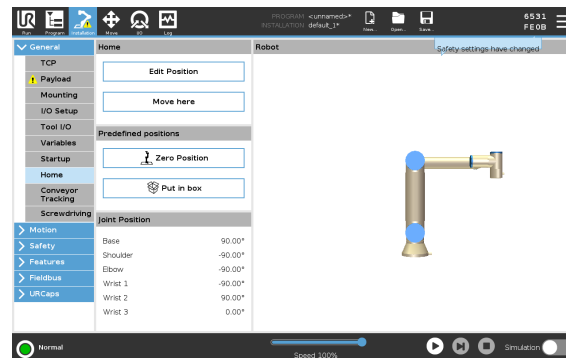 PROGRAM <unnamed>*
INSTALLATION default_1*
Run
Program
Installation
Move
I/O
Log
New...
Open...
Save...
6531
FE0B
General
Home
Robot
Safety settings have changed
TCP
Payload
Mounting
I/O Setup
Tool I/O
Variables
Startup
Home
Conveyor
Tracking
Screwdriving
Motion
Safety
Features
Fieldbus
URCaps
Edit Position
Move here
Predefined positions
Zero Position
Put in box
Joint Position
Base 90.00°
Shoulder -90.00°
Elbow -90.00°
Wrist 1 -90.00°
Wrist 2 90.00°
Wrist 3 0.00°
Normal
Speed 100%
Simulation